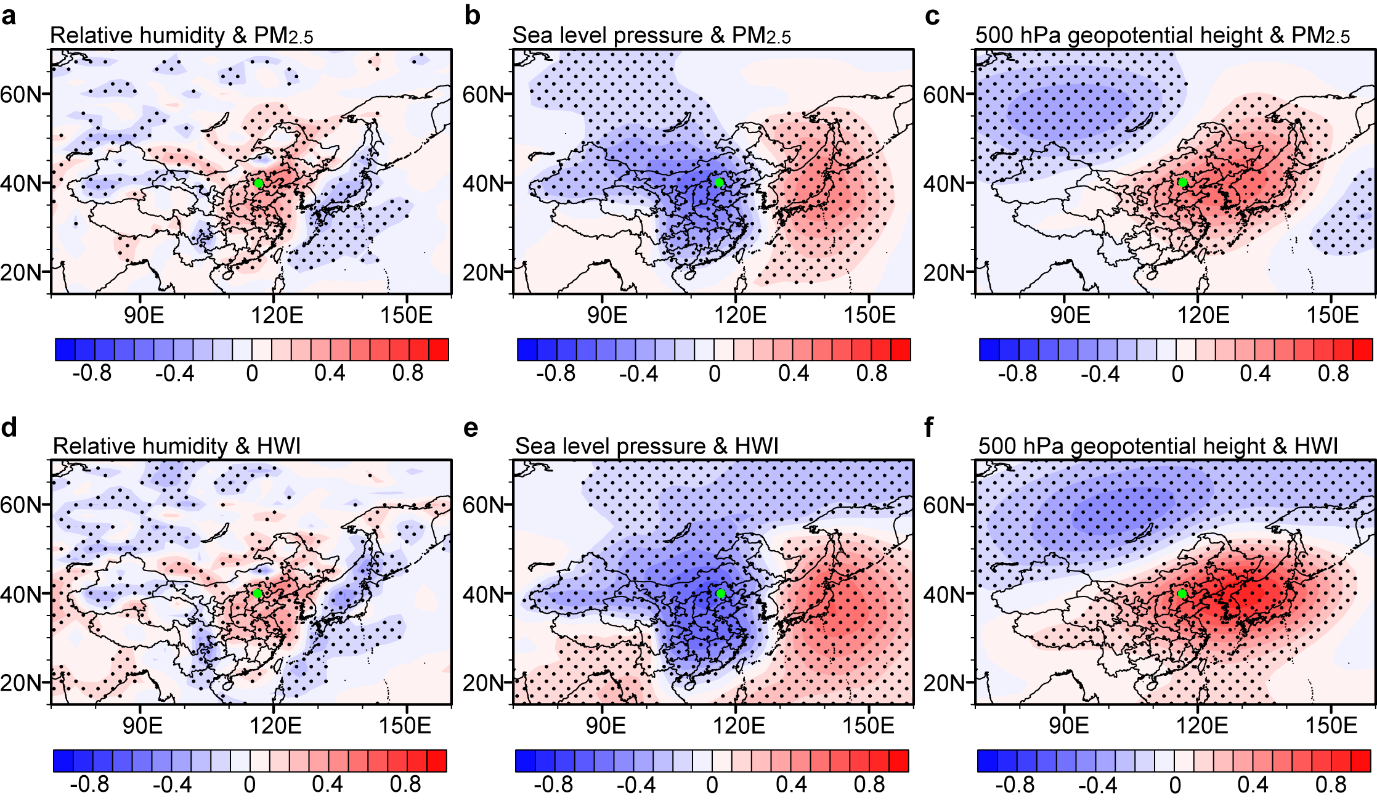 a
Relative humidity & PM2.5
60N
40N
20N
90E 120E 150E
-0.8 -0.4 0 0.4 0.8
b
Sea level pressure & PM2.5
60N
40N
20N
90E 120E 150E
-0.8 -0.4 0 0.4 0.8
c
500 hPa geopotential height & PM2.5
60N
40N
20N
90E 120E 150E
-0.8 -0.4 0 0.4 0.8
d
Relative humidity & HWI
60N
40N
20N
90E 120E 150E
-0.8 -0.4 0 0.4 0.8
e
Sea level pressure & HWI
60N
40N
20N
90E 120E 150E
-0.8 -0.4 0 0.4 0.8
f
500 hPa geopotential height & HWI
60N
40N
20N
90E 120E 150E
-0.8 -0.4 0 0.4 0.8